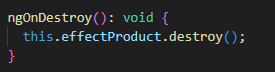 ngOnDestroy(): void {
  this.effectProduct.destroy();
}